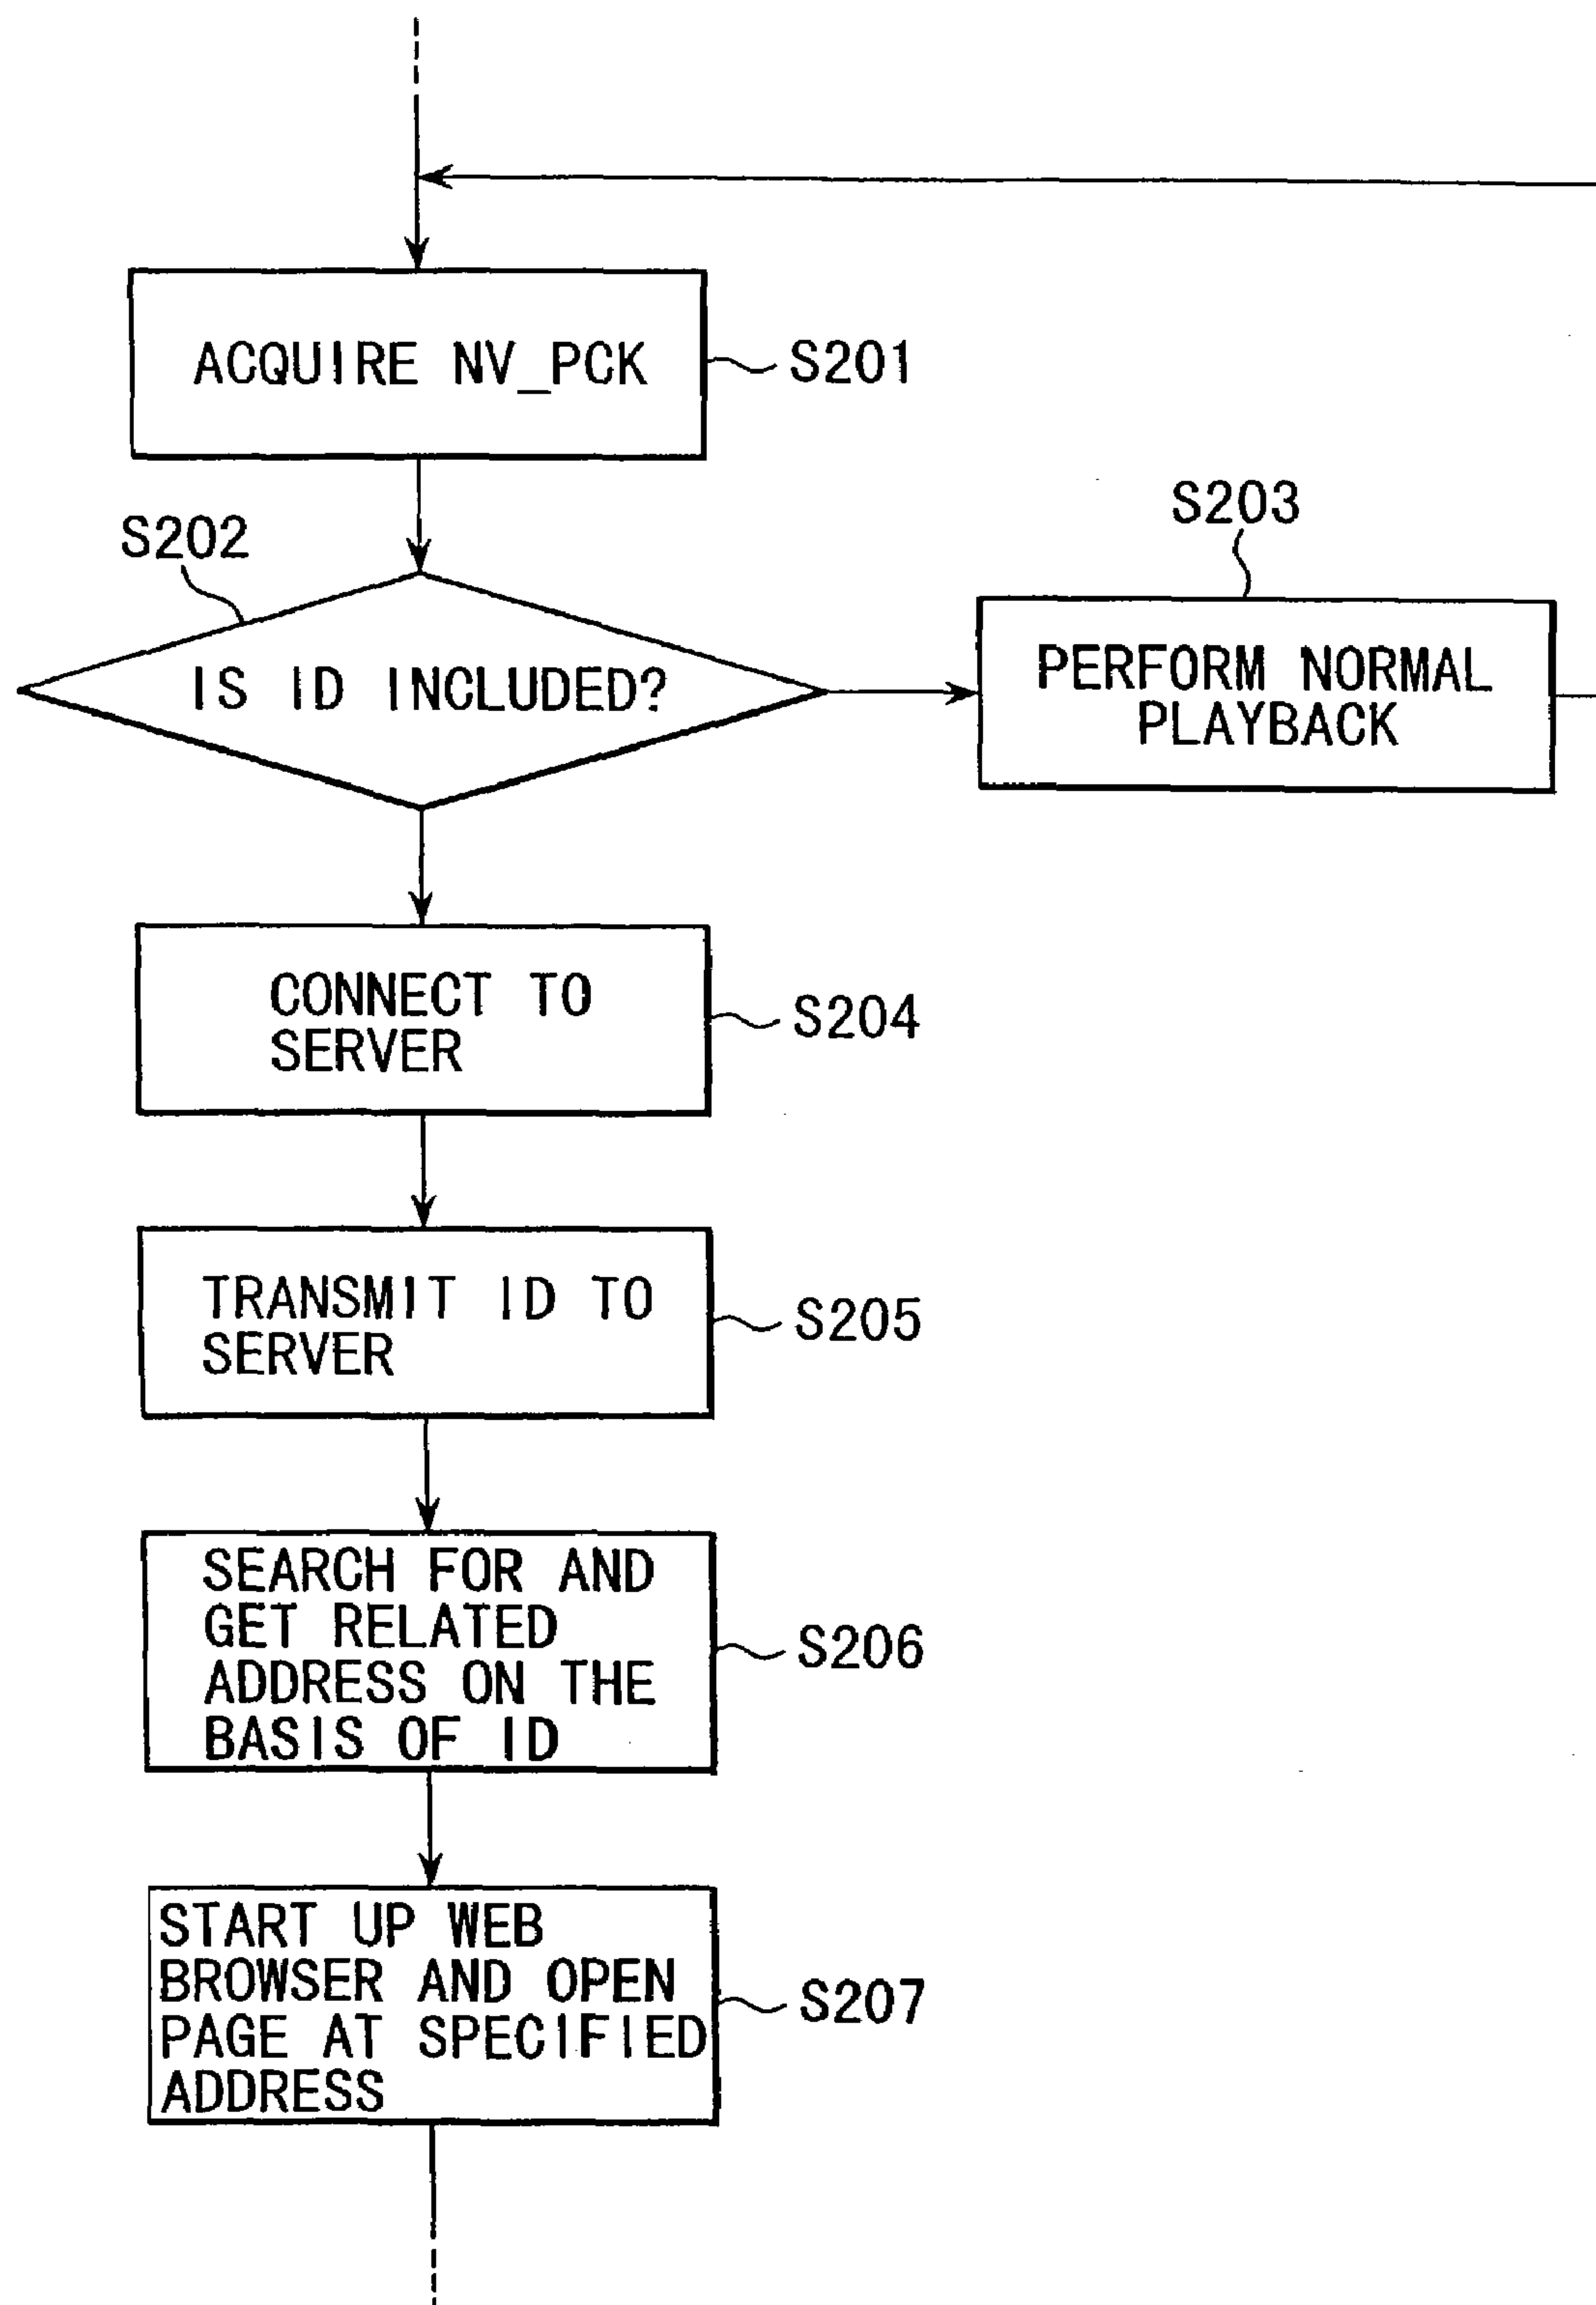 ACQUIRE NV_PCK
S201
S202
IS ID INCLUDED?
S203
PERFORM NORMAL
PLAYBACK
CONNECT TO
SERVER
S204
TRANSMIT ID TO
SERVER
S205
SEARCH FOR AND
GET RELATED
ADDRESS ON THE
BASIS OF ID
S206
START UP WEB
BROWSER AND OPEN
PAGE AT SPECIFIED
ADDRESS
S207